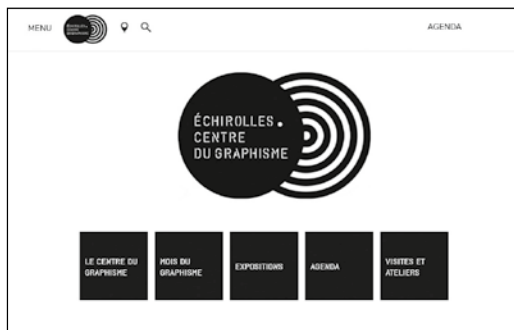 MENU
AGENDA
ÉCHIROLLES.
CENTRE
DU GRAPHISME
LE CENTRE DU
GRAPHISME
MOIS DU
GRAPHISME
EXPOSITIONS
AGENDA
VISITES ET
ATELIERS